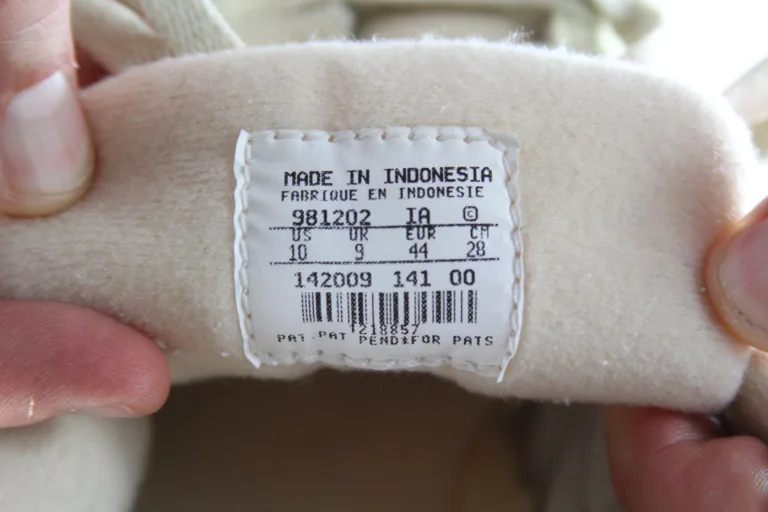 MADE IN INDONESIA
FABRIQUE EN INDONESIE
981202 IA ©
US UK EUR CM
10 9 44 28
142009 141 00
1218857
PAT.PAT PEND&FOR PATS